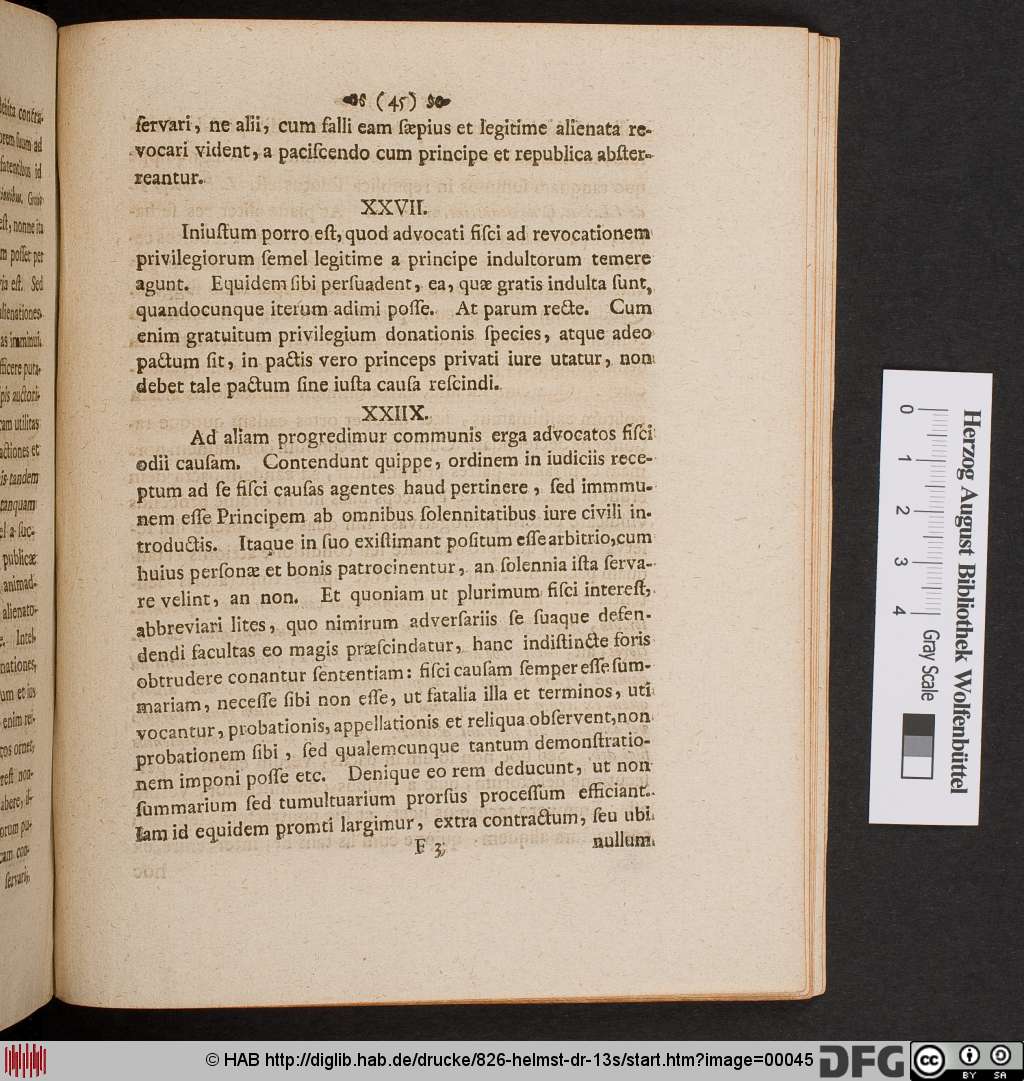 (45)
ſervari, ne alii, cum falli eam ſæpius et legitime alienata re-
vocari vident, a paciſcendo cum principe et republica abſter-
reantur.
XXVII.
Iniuſtum porro eſt, quod advocati fiſci ad revocationem
privilegiorum ſemel legitime a principe indultorum temere
agunt. Equidem ſibi perſuadent, ea, quæ gratis indulta ſunt,
quandocunque iterum adimi poſſe. At parum recte. Cum
enim gratuitum privilegium donationis ſpecies, atque adeo
pactum ſit, in pactis vero princeps privati iure utatur, non
debet tale pactum ſine iuſta cauſa reſcindi.
XXIIX.
Ad aliam progredimur communis erga advocatos fiſci
odii cauſam. Contendunt quippe, ordinem in iudiciis rece-
ptum ad ſe fiſci cauſas agentes haud pertinere, ſed immmu-
nem eſſe Principem ab omnibus ſolennitatibus iure civili in-
troductis. Itaque in ſuo exiſtimant poſitum eſſe arbitrio, cum
huius perſonæ et bonis patrocinentur, an ſolennia iſta ſerva-
re velint, an non. Et quoniam ut plurimum fiſci intereſt,
abbreviari lites, quo nimirum adverſariis ſe ſuaque defen-
dendi facultas eo magis præſcindatur, hanc indiſtincte foris
obtrudere conantur ſententiam: fiſci cauſam ſemper eſſe ſum-
mariam, neceſſe ſibi non eſſe, ut fatalia illa et terminos, uti
vocantur, probationis, appellationis et reliqua obſervent, non
probationem ſibi, ſed qualemcunque tantum demonſtratio-
nem imponi poſſe etc. Denique eo rem deducunt, ut non
ſummarium ſed tumultuarium prorſus proceſſum efficiant.
Iam id equidem promti largimur, extra contractum, ſeu ubi
F 3
nullum
Herzog August Bibliothek Wolfenbüttel
0 1 2 3 4
Gray Scale
© HAB http://diglib.hab.de/drucke/826-helmst-dr-13s/start.htm?image=00045
DFG
cc BY SA